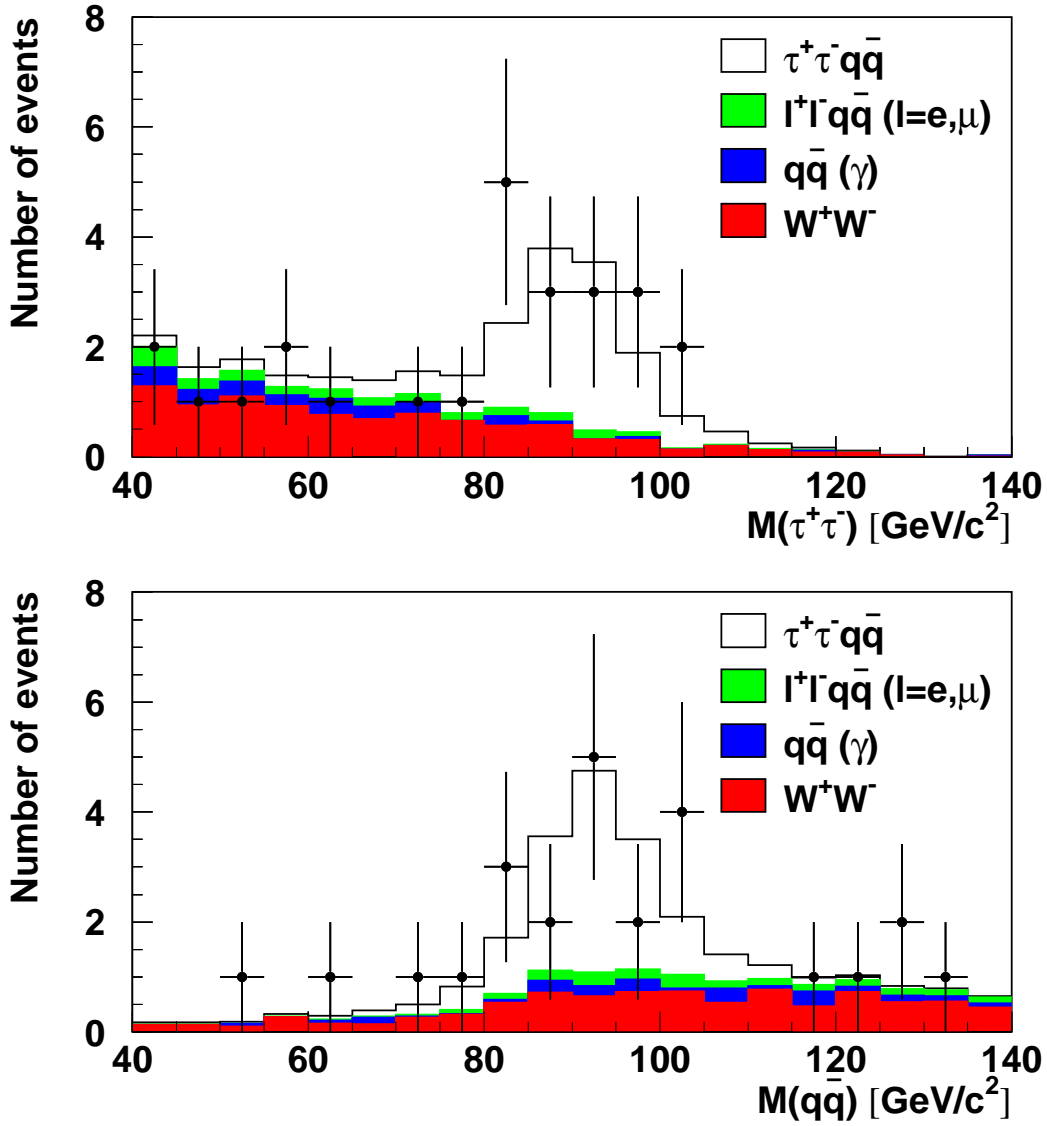 8
6
4
2
0
Number of events
τ⁺τ⁻qq̄
l⁺l⁻qq̄ (l=e,μ)
qq̄ (γ)
W⁺W⁻
40 60 80 100 120 140
M(τ⁺τ⁻) [GeV/c²]
8
6
4
2
0
Number of events
τ⁺τ⁻qq̄
l⁺l⁻qq̄ (l=e,μ)
qq̄ (γ)
W⁺W⁻
40 60 80 100 120 140
M(qq̄) [GeV/c²]